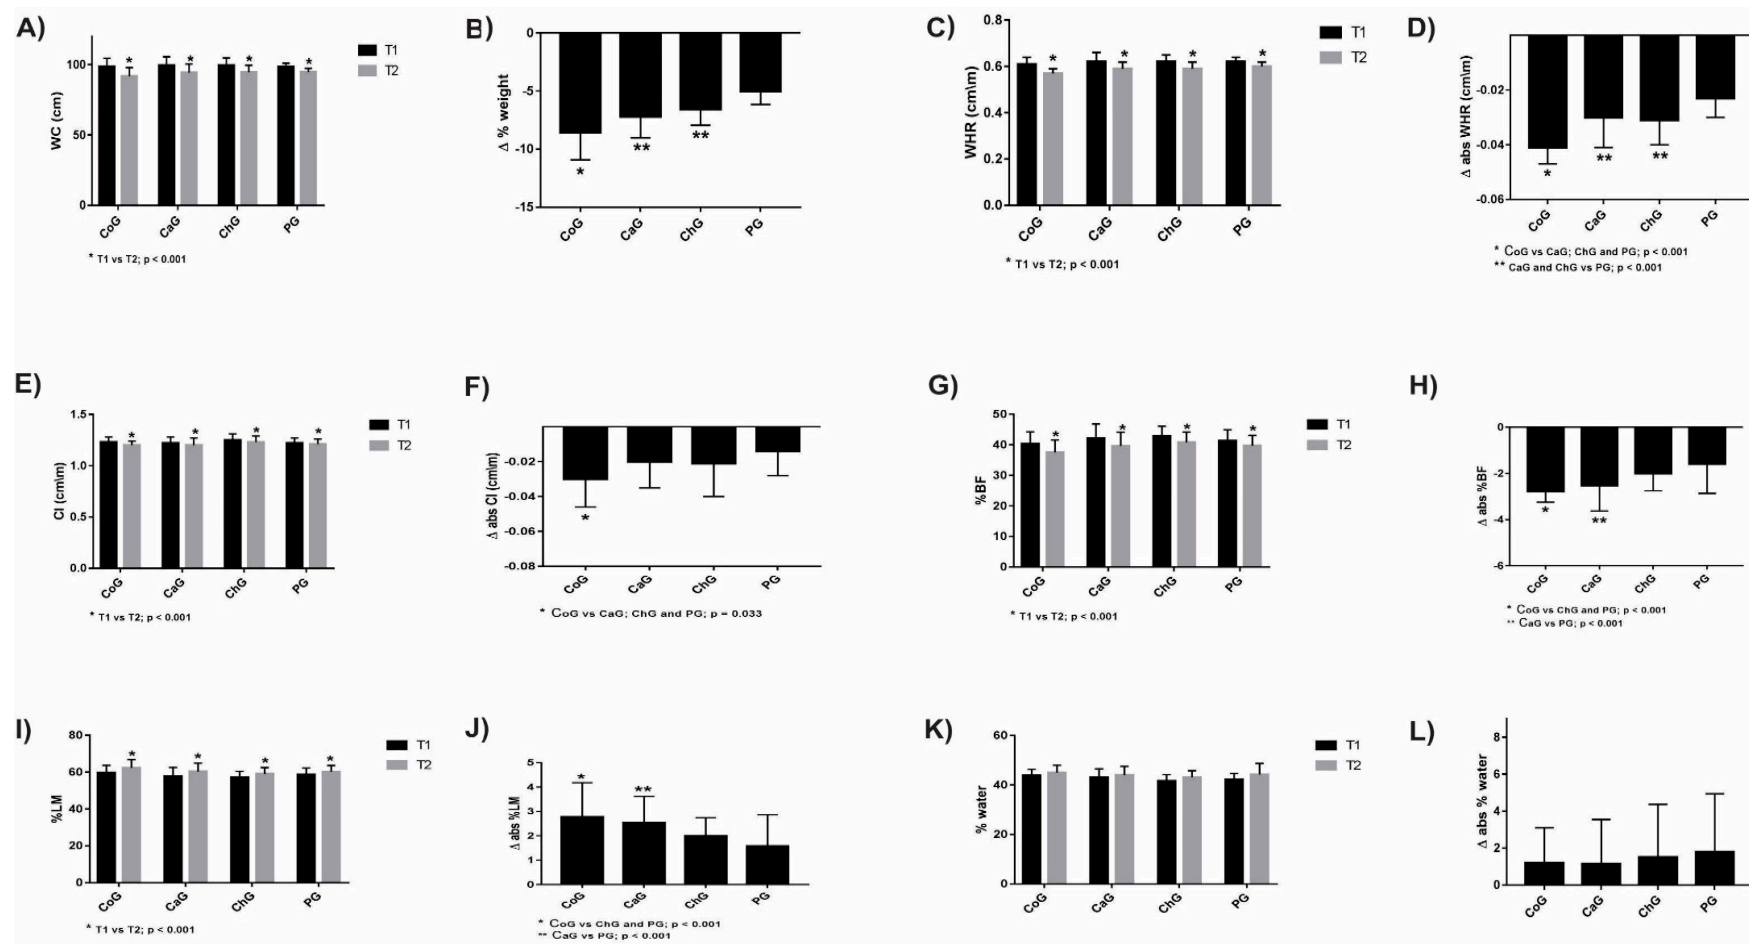 A)
WC (cm)
100
50
0
T1
T2
* * * *
CoG CaG ChG PG
* T1 vs T2; p < 0.001
B)
Δ % weight
0
-5
-10
-15
* ** **
CoG CaG ChG PG
C)
WHR (cm\m)
0.8
0.6
0.4
0.2
0.0
T1
T2
* * * *
CoG CaG ChG PG
* T1 vs T2; p < 0.001
D)
Δ abs WHR (cm\m)
-0.02
-0.04
-0.06
* ** **
CoG CaG ChG PG
* CoG vs CaG; ChG and PG; p < 0.001
** CaG and ChG vs PG; p < 0.001
E)
CI (cm\m)
1.5
1.0
0.5
0.0
T1
T2
* * * *
CoG CaG ChG PG
* T1 vs T2; p < 0.001
F)
Δ abs CI (cm\m)
-0.02
-0.04
-0.06
-0.08
*
CoG CaG ChG PG
* CoG vs CaG; ChG and PG; p = 0.033
G)
%BF
50
40
30
20
10
0
T1
T2
* * * *
CoG CaG ChG PG
* T1 vs T2; p < 0.001
H)
Δ abs %BF
0
-2
-4
-6
* **
CoG CaG ChG PG
* CoG vs ChG and PG; p < 0.001
** CaG vs PG; p < 0.001
I)
%LM
80
60
40
20
0
T1
T2
* * * *
CoG CaG ChG PG
* T1 vs T2; p < 0.001
J)
Δ abs %LM
5
4
3
2
1
0
* **
CoG CaG ChG PG
* CoG vs ChG and PG; p < 0.001
** CaG vs PG; p < 0.001
K)
% water
60
40
20
0
T1
T2
CoG CaG ChG PG
L)
Δ abs % water
8
6
4
2
0
CoG CaG ChG PG